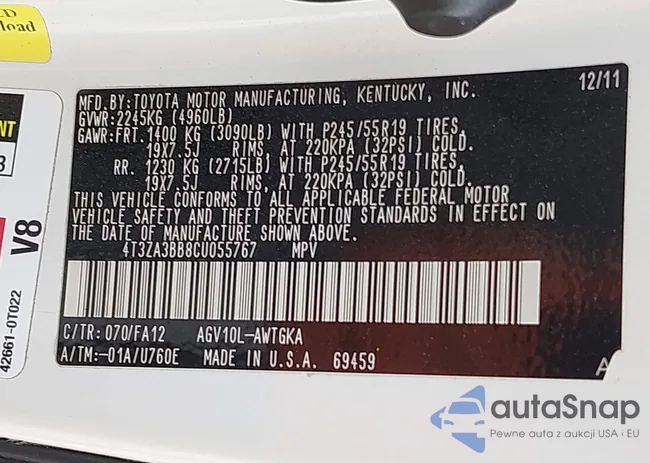 Load
MFD.BY:TOYOTA MOTOR MANUFACTURING, KENTUCKY, INC. 12/11
GVWR:2245KG (4960LB)
GAWR:FRT. 1400 KG (3090LB) WITH P245/55R19 TIRES,
19X7.5J RIMS, AT 220KPA (32PSI) COLD.
RR. 1230 KG (2715LB) WITH P245/55R19 TIRES,
19X7.5J RIMS, AT 220KPA (32PSI) COLD.
THIS VEHICLE CONFORMS TO ALL APPLICABLE FEDERAL MOTOR
VEHICLE SAFETY AND THEFT PREVENTION STANDARDS IN EFFECT ON
THE DATE OF MANUFACTURE SHOWN ABOVE.
4T3ZA3BB8CU055767 MPV
C/TR: 070/FA12 AGV10L-AWTGKA
A/TM:-01A/U760E MADE IN U.S.A. 69459
A
V8
42661-0T022
autaSnap
Pewne auta z aukcji USA i EU